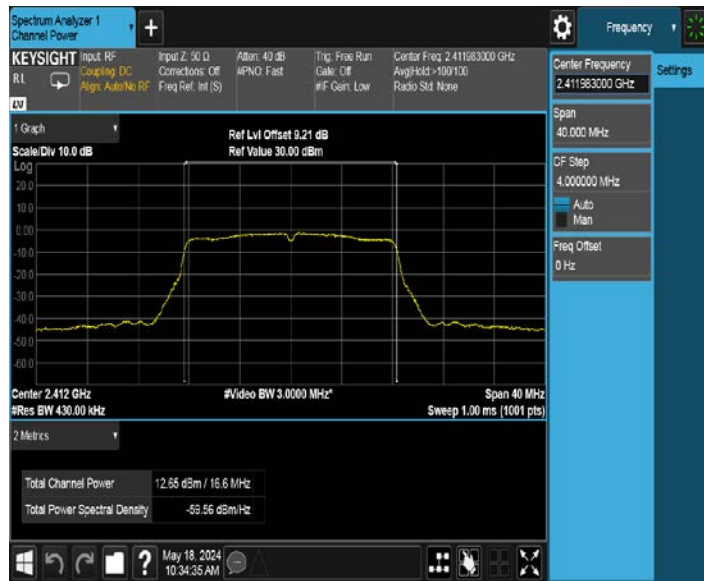 Spectrum Analyzer 1
Channel Power
+
Frequency
KEYSIGHT
RL
Input: RF
Coupling: DC
Align: Auto/No RF
Input Z: 50 Ω
Corrections: Off
Freq Ref: Int (S)
Atten: 40 dB
#PNO: Fast
Trig: Free Run
Gate: Off
#IF Gain: Low
Center Freq: 2.411983000 GHz
Avg|Hold:>100/100
Radio Std: None
Center Frequency
2.411983000 GHz
Settings
Span
40.000 MHz
CF Step
4.000000 MHz
Auto
Man
Freq Offset
0 Hz
1 Graph
Scale/Div 10.0 dB
Ref Lvl Offset 9.21 dB
Ref Value 30.00 dBm
Log
20.0
10.0
0.00
-10.0
-20.0
-30.0
-40.0
-50.0
-60.0
Center 2.412 GHz
#Video BW 3.0000 MHz*
Span 40 MHz
#Res BW 430.00 kHz
Sweep 1.00 ms (1001 pts)
2 Metrics
Total Channel Power 12.65 dBm / 16.6 MHz
Total Power Spectral Density -59.56 dBm/Hz
?
May 18, 2024
10:34:35 AM